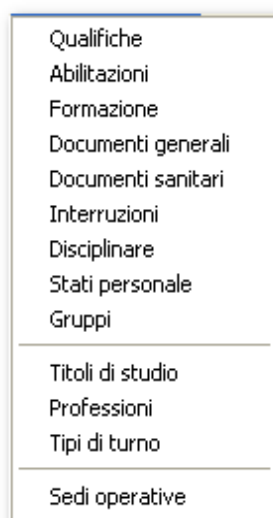 Qualifiche
Abilitazioni
Formazione
Documenti generali
Documenti sanitari
Interruzioni
Disciplinare
Stati personale
Gruppi
Titoli di studio
Professioni
Tipi di turno
Sedi operative